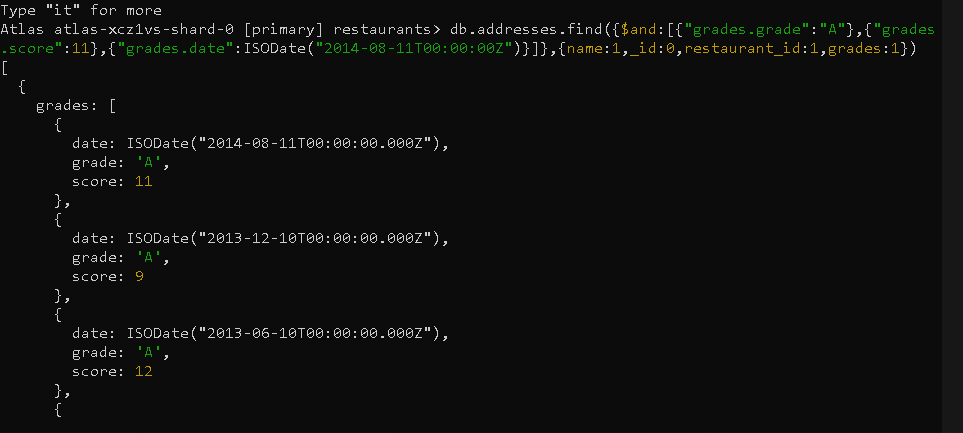 Type "it" for more
Atlas atlas-xcz1vs-shard-0 [primary] restaurants> db.addresses.find({$and:[{"grades.grade":"A"},{"grades
.score":11},{"grades.date":ISODate("2014-08-11T00:00:00Z")}]},{name:1,_id:0,restaurant_id:1,grades:1})
[
  {
    grades: [
      {
        date: ISODate("2014-08-11T00:00:00.000Z"),
        grade: 'A',
        score: 11
      },
      {
        date: ISODate("2013-12-10T00:00:00.000Z"),
        grade: 'A',
        score: 9
      },
      {
        date: ISODate("2013-06-10T00:00:00.000Z"),
        grade: 'A',
        score: 12
      },
      {